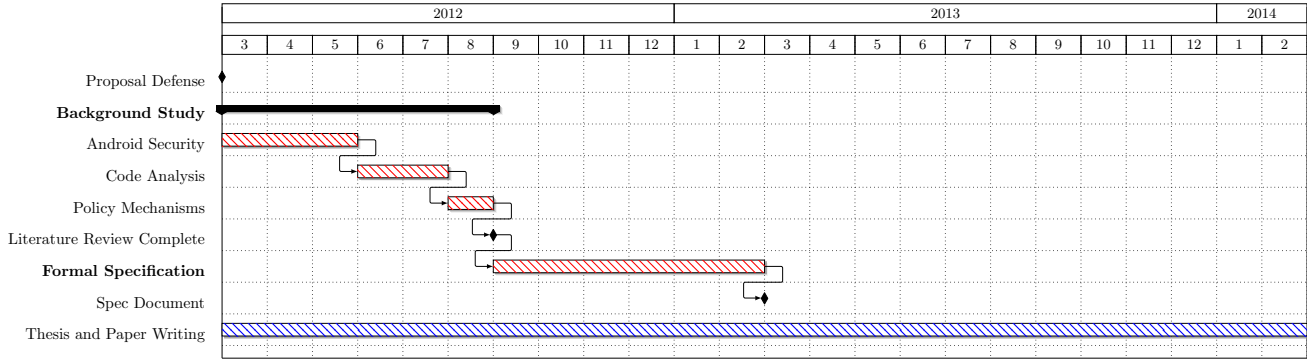 2012 2013 2014
3 4 5 6 7 8 9 10 11 12 1 2 3 4 5 6 7 8 9 10 11 12 1 2
Proposal Defense
Background Study
Android Security
Code Analysis
Policy Mechanisms
Literature Review Complete
Formal Specification
Spec Document
Thesis and Paper Writing